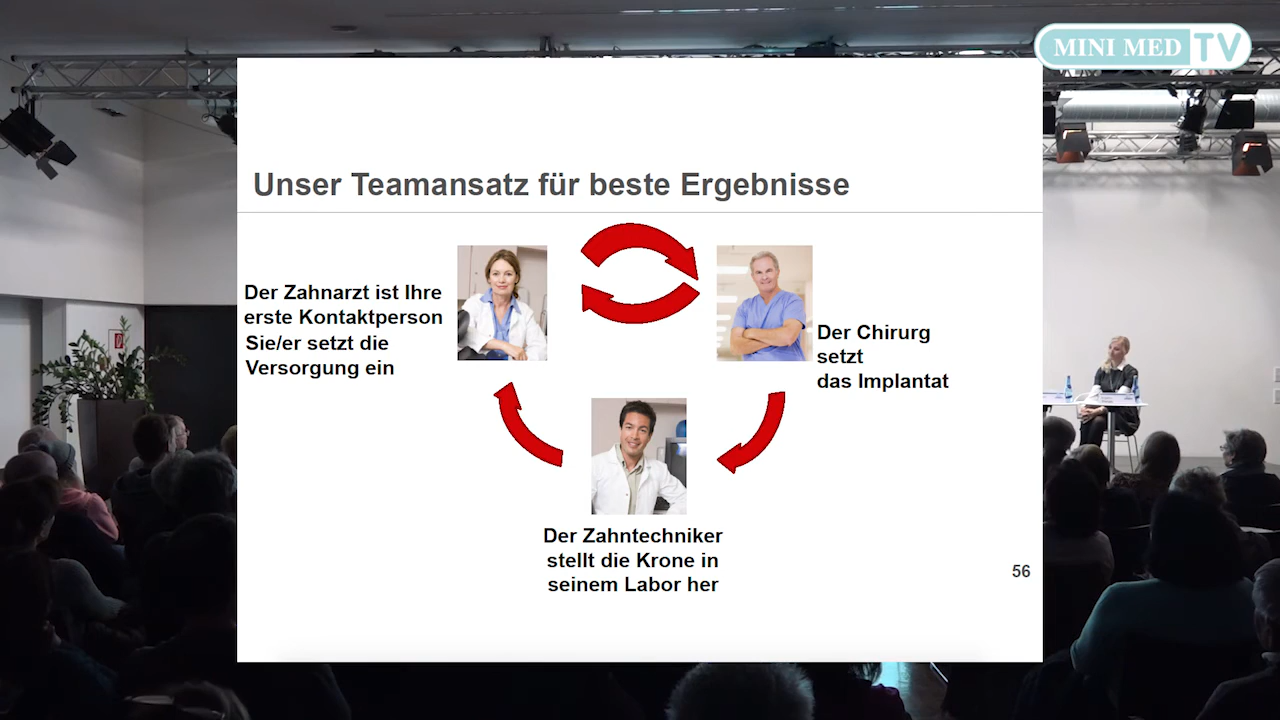 MINI MED TV
Unser Teamansatz für beste Ergebnisse
Der Zahnarzt ist Ihre
erste Kontaktperson
Sie/er setzt die
Versorgung ein
Der Chirurg
setzt
das Implantat
Der Zahntechniker
stellt die Krone in
seinem Labor her
56